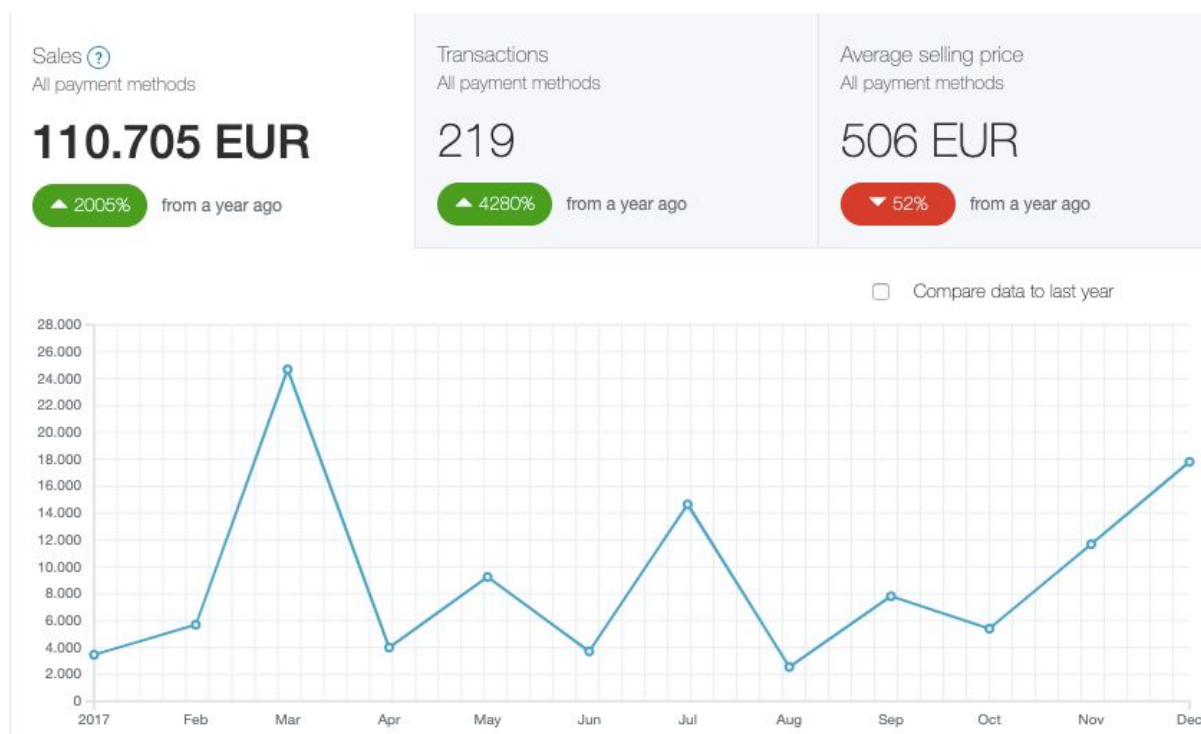 Sales ?
All payment methods
110.705 EUR
2005% from a year ago
Transactions
All payment methods
219
4280% from a year ago
Average selling price
All payment methods
506 EUR
52% from a year ago
Compare data to last year
28.000
26.000
24.000
22.000
20.000
18.000
16.000
14.000
12.000
10.000
8.000
6.000
4.000
2.000
0
2017 Feb Mar Apr May Jun Jul Aug Sep Oct Nov Dec